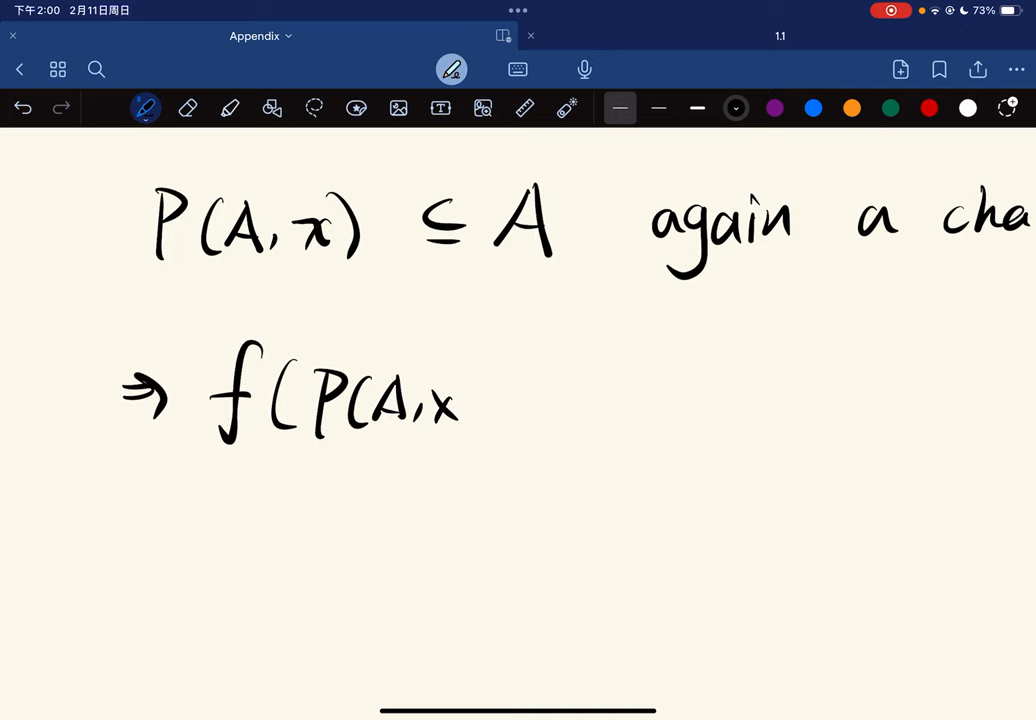 下午2:00 2月11日周日
73%
Appendix
1.1
P(A, x) ⊆ A again a cha
⇒ f(P(A, x